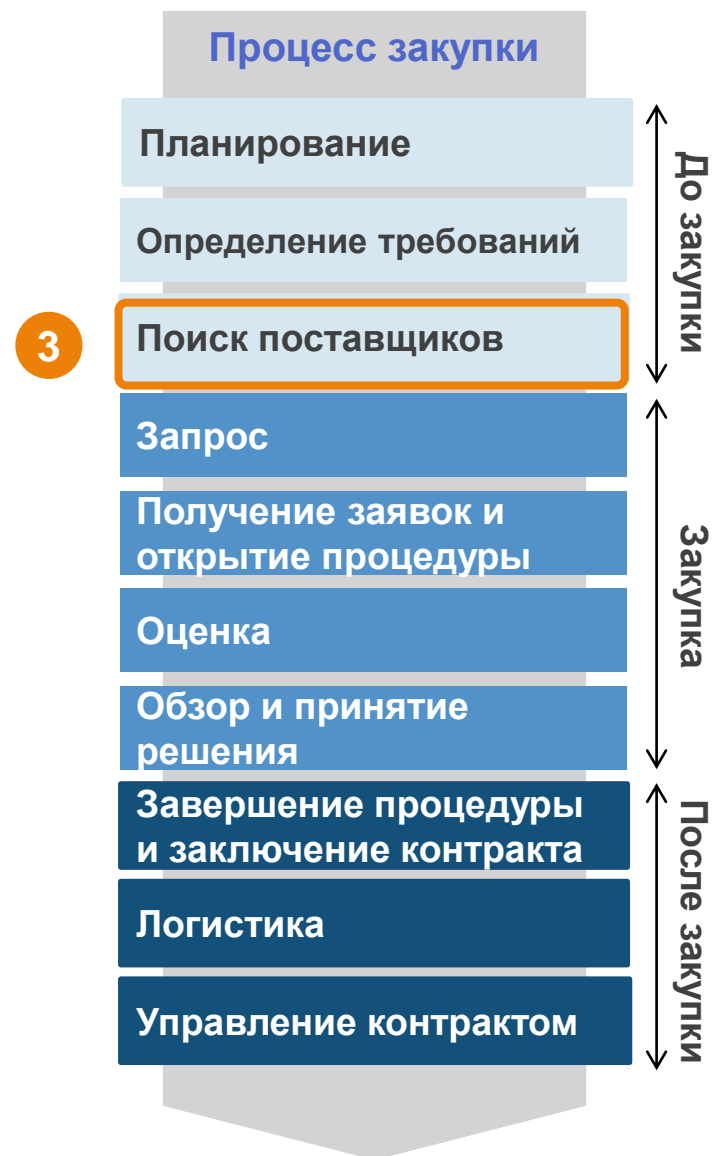 Процесс закупки
Планирование
Определение требований
3
Поиск поставщиков
До закупки
Запрос
Получение заявок и
открытие процедуры
Оценка
Обзор и принятие
решения
Закупка
Завершение процедуры
и заключение контракта
Логистика
Управление контрактом
После закупки